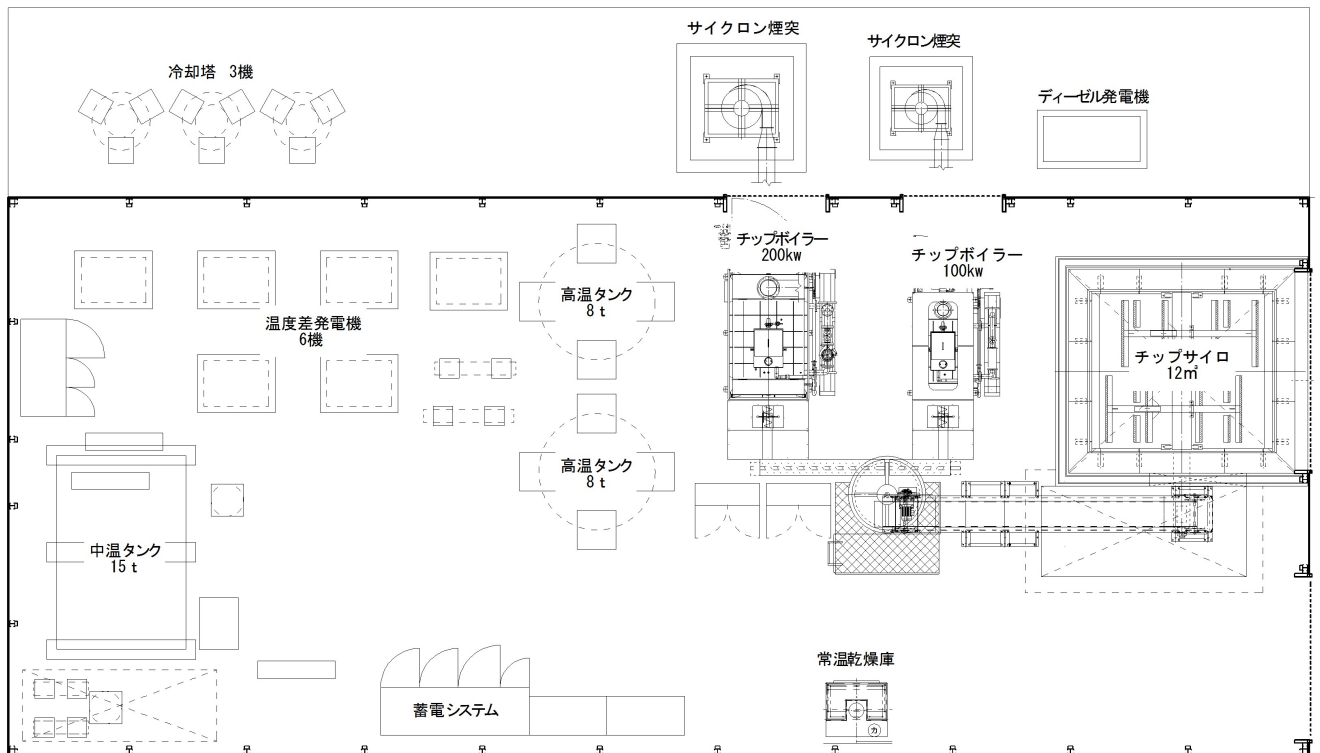 サイクロン煙突
サイクロン煙突
冷却塔 3機
ディーゼル発電機
チップボイラー
200kw
チップボイラー
100kw
高温タンク
8t
温度差発電機
6機
チップサイロ
12㎥
高温タンク
8t
中温タンク
15t
常温乾燥庫
蓄電システム
カ